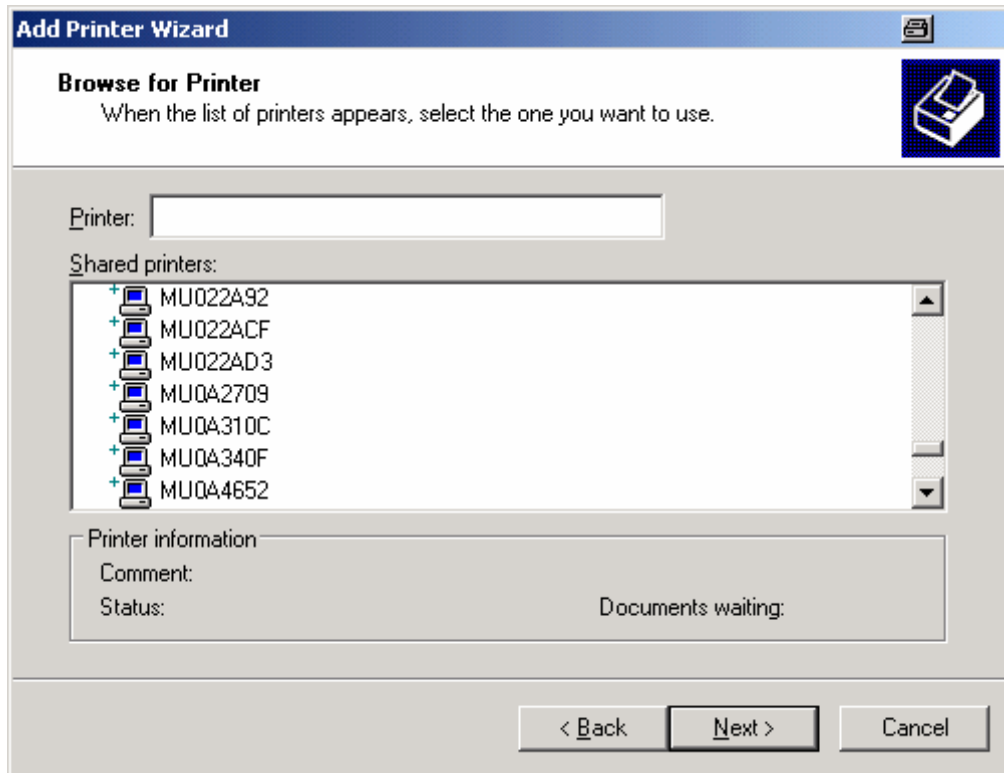 Add Printer Wizard
Browse for Printer
When the list of printers appears, select the one you want to use.
Printer:
Shared printers:
MU022A92
MU022ACF
MU022AD3
MU0A2709
MU0A310C
MU0A340F
MU0A4652
Printer information
Comment:
Status: Documents waiting:
< Back Next > Cancel